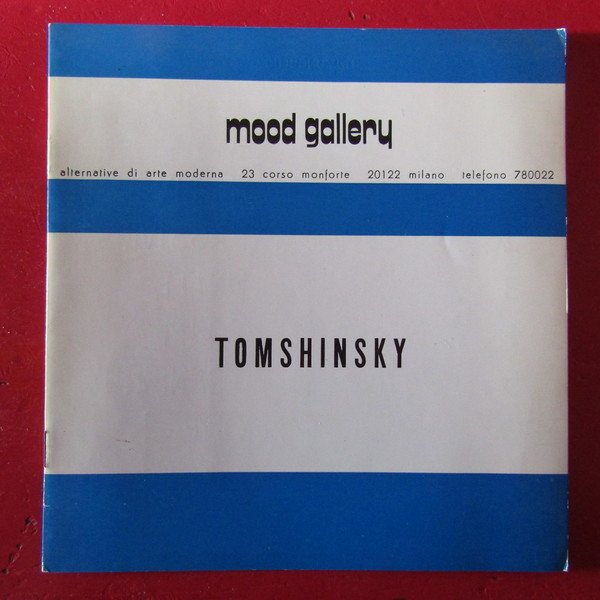 mood gallery
alternative di arte moderna 23 corso monforte 20122 milano telefono 780022
TOMSHINSKY